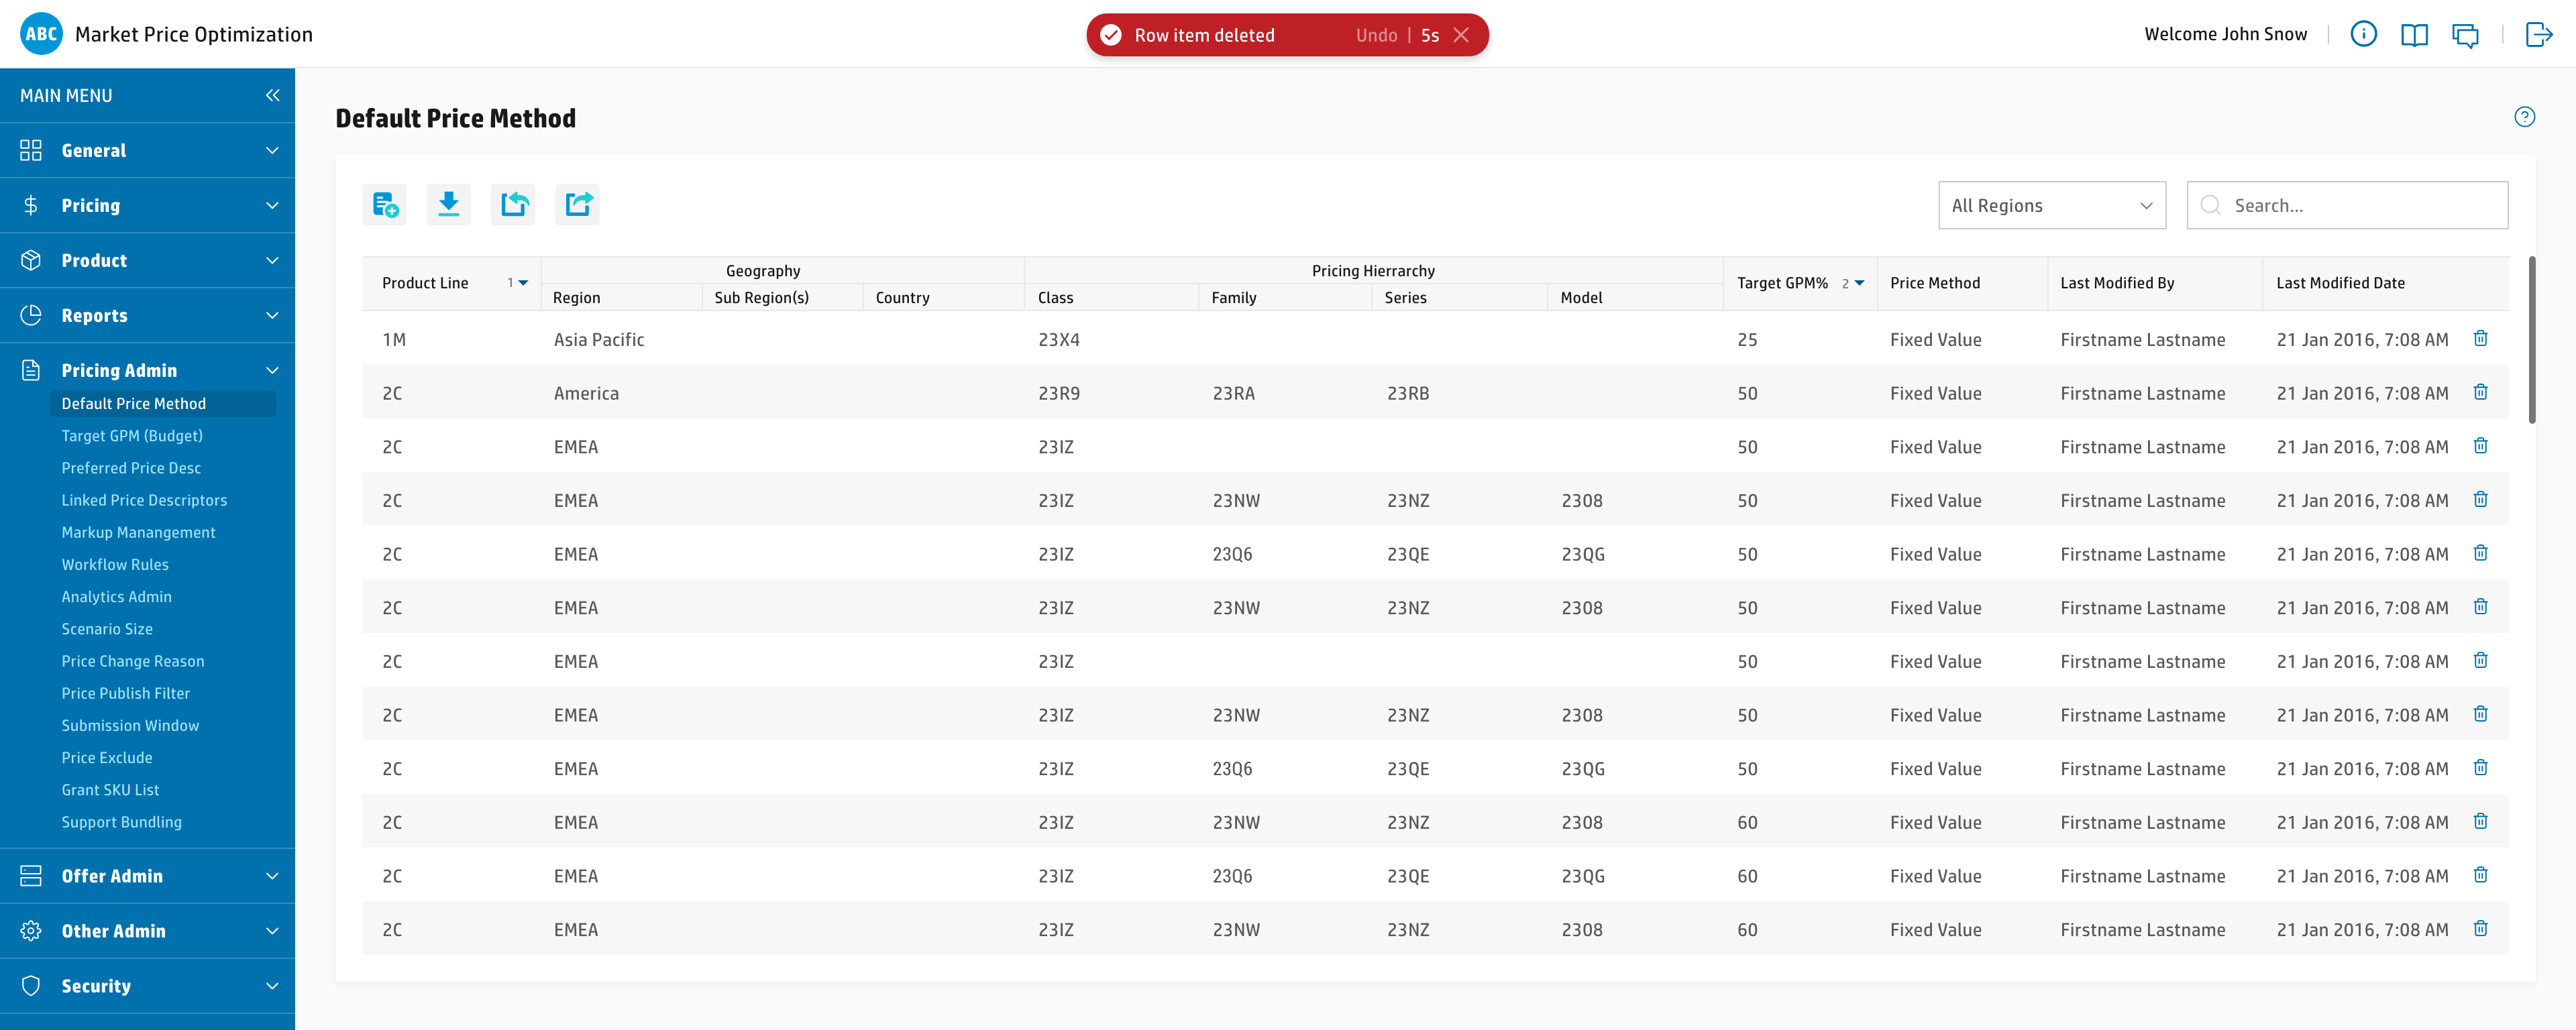 ABC Market Price Optimization
Row item deleted Undo | 5s
Welcome John Snow
MAIN MENU
General
Pricing
Product
Reports
Pricing Admin
Default Price Method
Target GPM (Budget)
Preferred Price Desc
Linked Price Descriptors
Markup Manangement
Workflow Rules
Analytics Admin
Scenario Size
Price Change Reason
Price Publish Filter
Submission Window
Price Exclude
Grant SKU List
Support Bundling
Offer Admin
Other Admin
Security
Default Price Method
All Regions
Search...
Product Line 1 Geography Pricing Hierrarchy Target GPM% 2 Price Method Last Modified By Last Modified Date
Region Sub Region(s) Country Class Family Series Model
1M Asia Pacific 23X4 25 Fixed Value Firstname Lastname 21 Jan 2016, 7:08 AM
2C America 23R9 23RA 23RB 50 Fixed Value Firstname Lastname 21 Jan 2016, 7:08 AM
2C EMEA 23IZ 50 Fixed Value Firstname Lastname 21 Jan 2016, 7:08 AM
2C EMEA 23IZ 23NW 23NZ 2308 50 Fixed Value Firstname Lastname 21 Jan 2016, 7:08 AM
2C EMEA 23IZ 23Q6 23QE 23QG 50 Fixed Value Firstname Lastname 21 Jan 2016, 7:08 AM
2C EMEA 23IZ 23NW 23NZ 2308 50 Fixed Value Firstname Lastname 21 Jan 2016, 7:08 AM
2C EMEA 23IZ 50 Fixed Value Firstname Lastname 21 Jan 2016, 7:08 AM
2C EMEA 23IZ 23NW 23NZ 2308 50 Fixed Value Firstname Lastname 21 Jan 2016, 7:08 AM
2C EMEA 23IZ 23Q6 23QE 23QG 50 Fixed Value Firstname Lastname 21 Jan 2016, 7:08 AM
2C EMEA 23IZ 23NW 23NZ 2308 60 Fixed Value Firstname Lastname 21 Jan 2016, 7:08 AM
2C EMEA 23IZ 23Q6 23QE 23QG 60 Fixed Value Firstname Lastname 21 Jan 2016, 7:08 AM
2C EMEA 23IZ 23NW 23NZ 2308 60 Fixed Value Firstname Lastname 21 Jan 2016, 7:08 AM